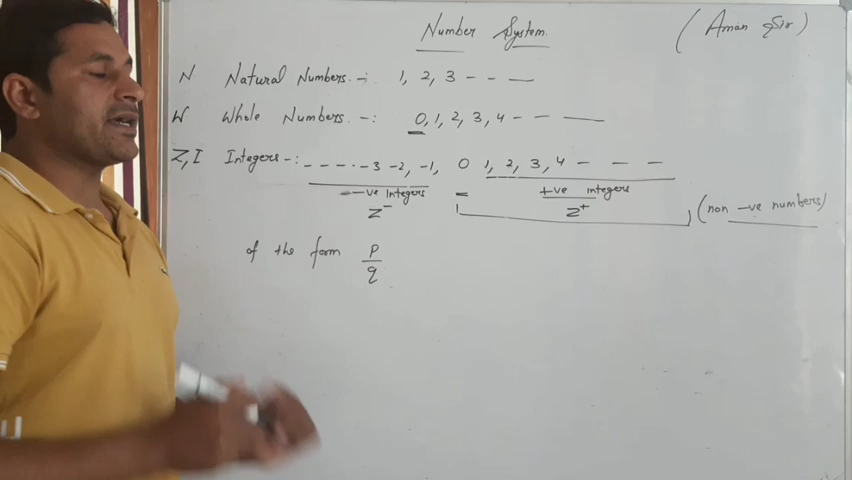 Number System
(Aman Sir)
N Natural Numbers -: 1, 2, 3 - - —
W Whole Numbers -: 0, 1, 2, 3, 4 - - —
Z, I Integers -: - - - - -3 -2, -1, 0 1, 2, 3, 4 - - -
-ve integers +ve integers
Z⁻ Z⁺ (non -ve numbers)
of the form p/q